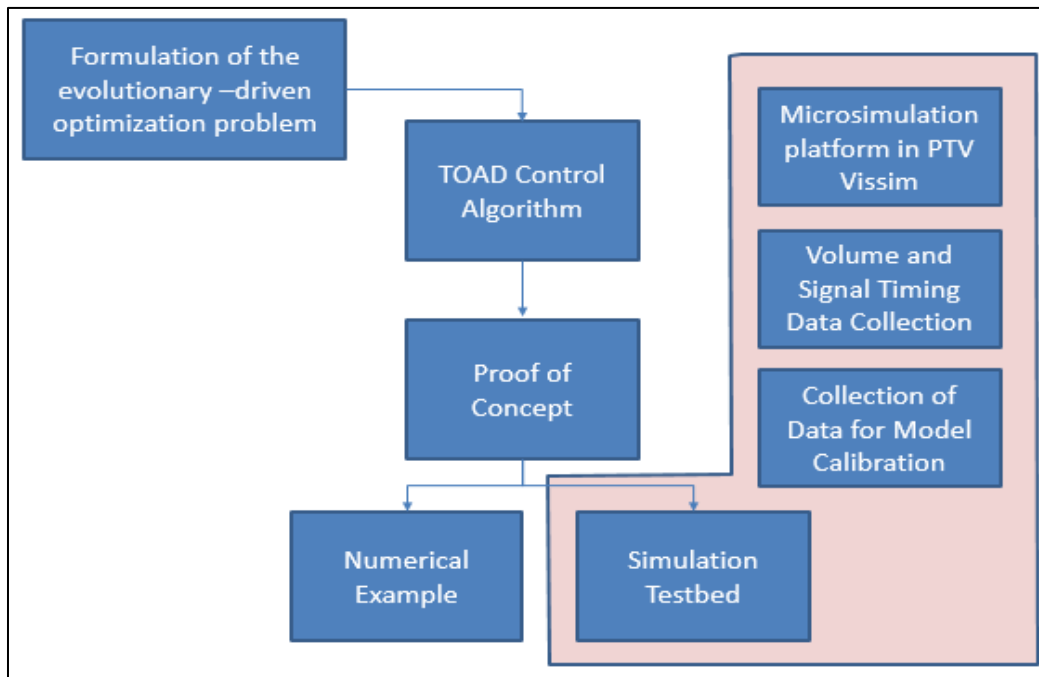 Formulation of the
evolutionary –driven
optimization problem
TOAD Control
Algorithm
Proof of
Concept
Numerical
Example
Simulation
Testbed
Microsimulation
platform in PTV
Vissim
Volume and
Signal Timing
Data Collection
Collection of
Data for Model
Calibration